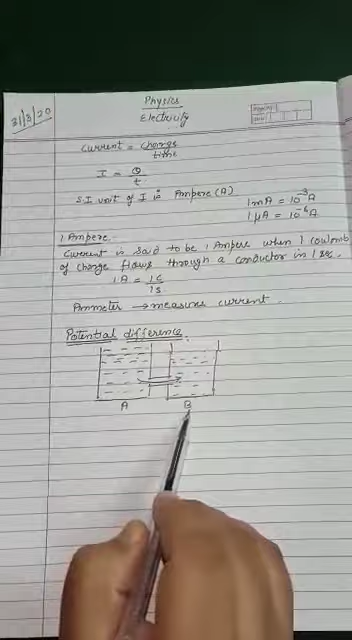 31/8/20
Physics
Electricity
Current = charge/time
I = Q/t
S.I unit of I is Ampere (A)
1mA = 10⁻³A
1μA = 10⁻⁶A
1 Ampere
Current is said to be 1 Ampere when 1 coulomb
of charge flows through a conductor in 1 sec.
1A = 1C/1s
Ammeter → measures current.
Potential difference
A B